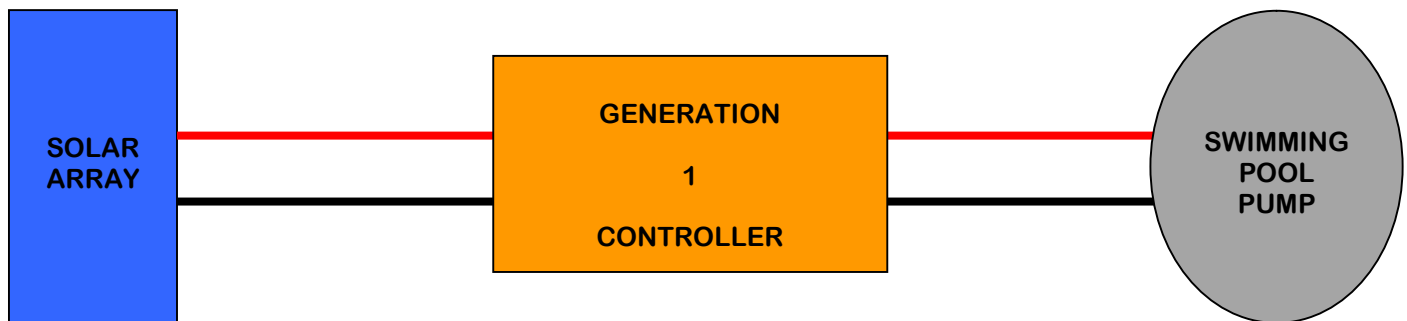 SOLAR
ARRAY
GENERATION
1
CONTROLLER
SWIMMING
POOL
PUMP